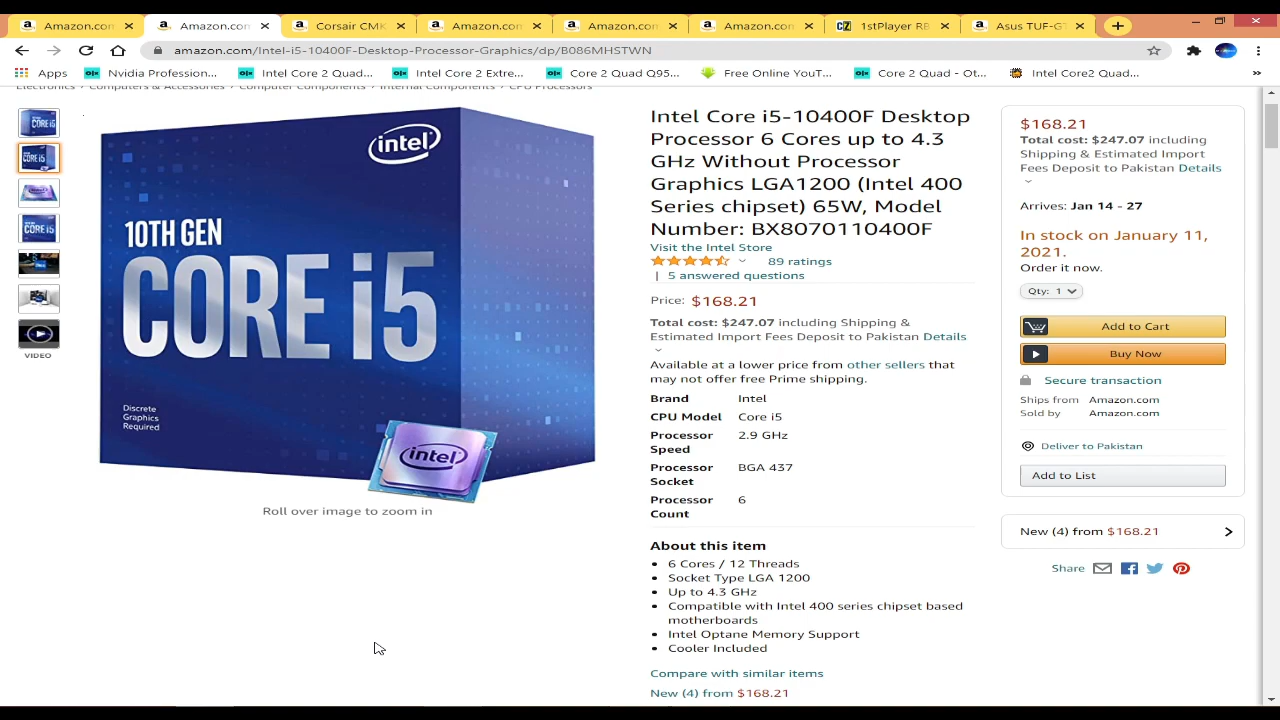 Amazon.com
Amazon.com
Corsair CMK
Amazon.com
Amazon.com
Amazon.com
1stPlayer RB
Asus TUF-GT
amazon.com/Intel-i5-10400F-Desktop-Processor-Graphics/dp/B086MHSTWN
Apps
Nvidia Profession...
Intel Core 2 Quad...
Intel Core 2 Extre...
Core 2 Quad Q95...
Free Online YouT...
Core 2 Quad - Ot...
Intel Core2 Quad...
Electronics › Computers & Accessories › Computer Components › Internal Components › CPU Processors
intel
10TH GEN
CORE i5
Discrete
Graphics
Required
intel
Roll over image to zoom in
VIDEO
Intel Core i5-10400F Desktop
Processor 6 Cores up to 4.3
GHz Without Processor
Graphics LGA1200 (Intel 400
Series chipset) 65W, Model
Number: BX8070110400F
Visit the Intel Store
89 ratings
| 5 answered questions
Price: $168.21
Total cost: $247.07 including Shipping &
Estimated Import Fees Deposit to Pakistan Details
Available at a lower price from other sellers that
may not offer free Prime shipping.
Brand Intel
CPU Model Core i5
Processor Speed 2.9 GHz
Processor Socket BGA 437
Processor Count 6
About this item
6 Cores / 12 Threads
Socket Type LGA 1200
Up to 4.3 GHz
Compatible with Intel 400 series chipset based
motherboards
Intel Optane Memory Support
Cooler Included
Compare with similar items
New (4) from $168.21
$168.21
Total cost: $247.07 including
Shipping & Estimated Import
Fees Deposit to Pakistan Details
Arrives: Jan 14 - 27
In stock on January 11,
2021.
Order it now.
Qty: 1
Add to Cart
Buy Now
Secure transaction
Ships from Amazon.com
Sold by Amazon.com
Deliver to Pakistan
Add to List
New (4) from $168.21
Share